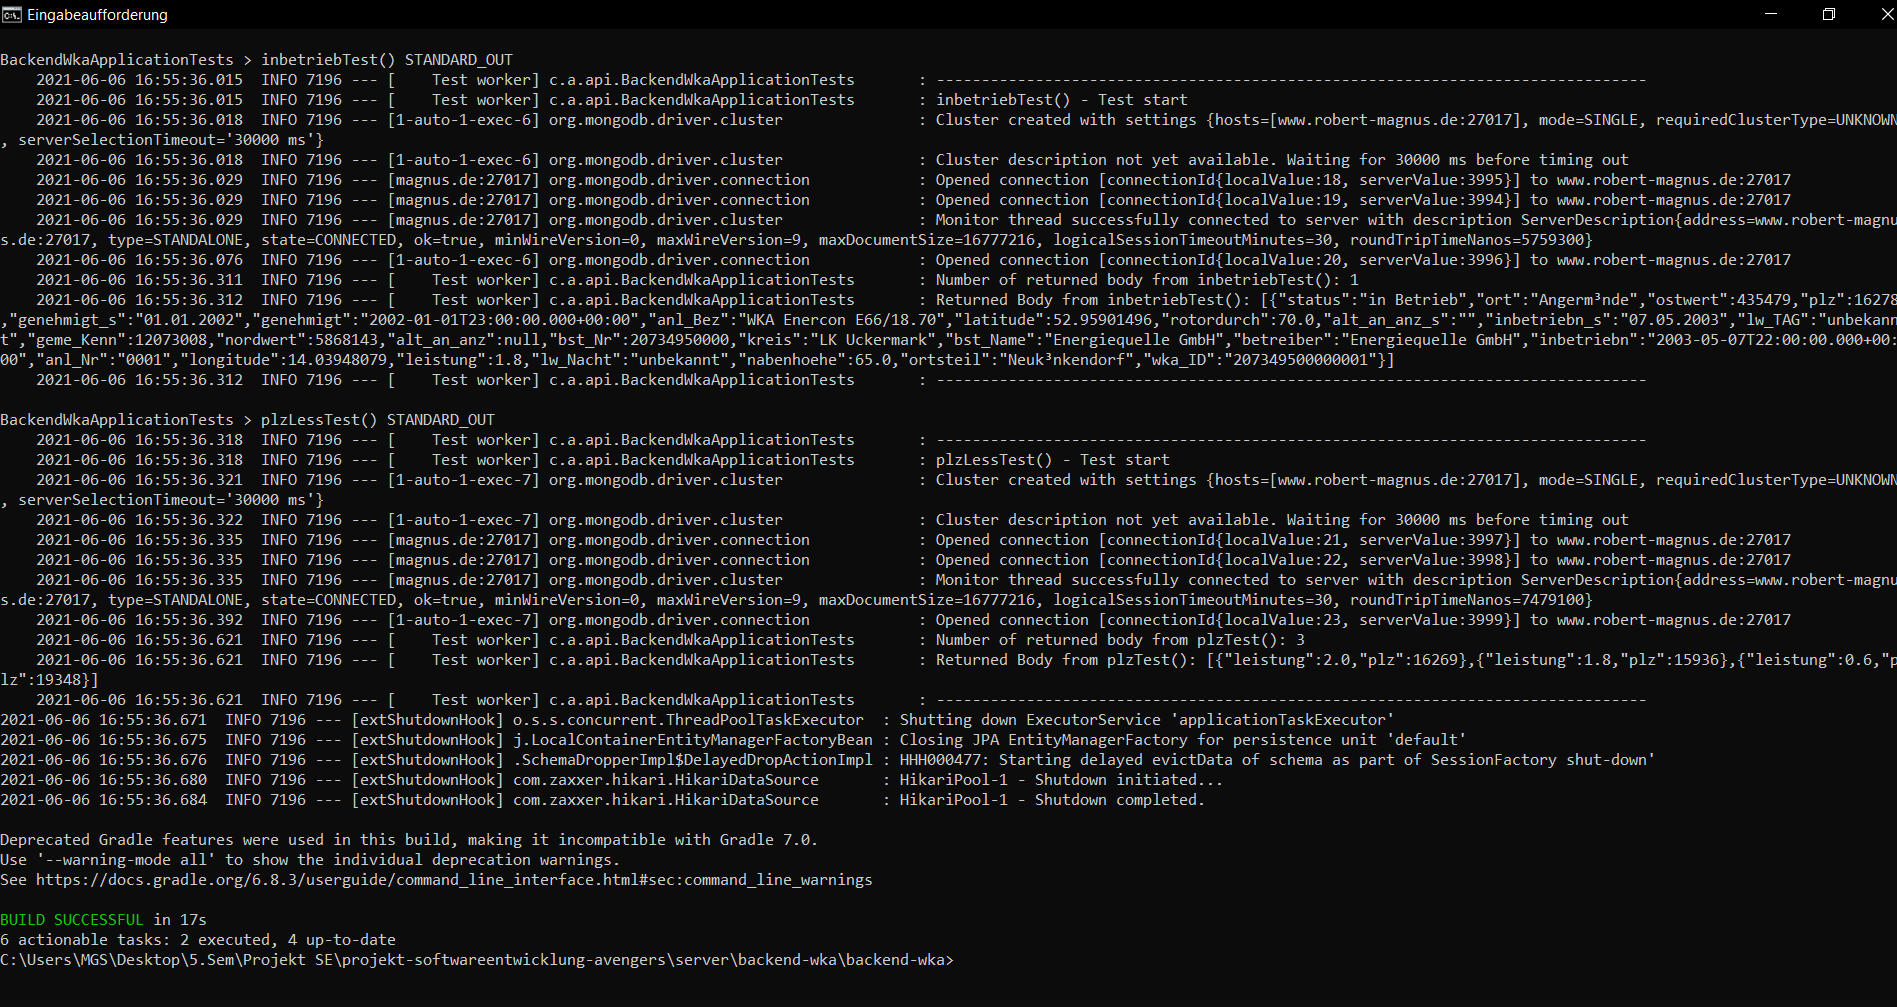 Eingabeaufforderung
BackendWkaApplicationTests > inbetriebTest() STANDARD_OUT
    2021-06-06 16:55:36.015  INFO 7196 --- [    Test worker] c.a.api.BackendWkaApplicationTests       : -------------------------------------------------------------------------------
    2021-06-06 16:55:36.015  INFO 7196 --- [    Test worker] c.a.api.BackendWkaApplicationTests       : inbetriebTest() - Test start
    2021-06-06 16:55:36.018  INFO 7196 --- [1-auto-1-exec-6] org.mongodb.driver.cluster               : Cluster created with settings {hosts=[www.robert-magnus.de:27017], mode=SINGLE, requiredClusterType=UNKNOWN
, serverSelectionTimeout='30000 ms'}
    2021-06-06 16:55:36.018  INFO 7196 --- [1-auto-1-exec-6] org.mongodb.driver.cluster               : Cluster description not yet available. Waiting for 30000 ms before timing out
    2021-06-06 16:55:36.029  INFO 7196 --- [magnus.de:27017] org.mongodb.driver.connection            : Opened connection [connectionId{localValue:18, serverValue:3995}] to www.robert-magnus.de:27017
    2021-06-06 16:55:36.029  INFO 7196 --- [magnus.de:27017] org.mongodb.driver.connection            : Opened connection [connectionId{localValue:19, serverValue:3994}] to www.robert-magnus.de:27017
    2021-06-06 16:55:36.029  INFO 7196 --- [magnus.de:27017] org.mongodb.driver.cluster               : Monitor thread successfully connected to server with description ServerDescription{address=www.robert-magnu
s.de:27017, type=STANDALONE, state=CONNECTED, ok=true, minWireVersion=0, maxWireVersion=9, maxDocumentSize=16777216, logicalSessionTimeoutMinutes=30, roundTripTimeNanos=5759300}
    2021-06-06 16:55:36.076  INFO 7196 --- [1-auto-1-exec-6] org.mongodb.driver.connection            : Opened connection [connectionId{localValue:20, serverValue:3996}] to www.robert-magnus.de:27017
    2021-06-06 16:55:36.311  INFO 7196 --- [    Test worker] c.a.api.BackendWkaApplicationTests       : Number of returned body from inbetriebTest(): 1
    2021-06-06 16:55:36.312  INFO 7196 --- [    Test worker] c.a.api.BackendWkaApplicationTests       : Returned Body from inbetriebTest(): [{"status":"in Betrieb","ort":"Angerm³nde","ostwert":435479,"plz":16278
,"genehmigt_s":"01.01.2002","genehmigt":"2002-01-01T23:00:00.000+00:00","anl_Bez":"WKA Enercon E66/18.70","latitude":52.95901496,"rotordurch":70.0,"alt_an_anz_s":"","inbetriebn_s":"07.05.2003","lw_TAG":"unbekann
t","geme_Kenn":12073008,"nordwert":5868143,"alt_an_anz":null,"bst_Nr":20734950000,"kreis":"LK Uckermark","bst_Name":"Energiequelle GmbH","betreiber":"Energiequelle GmbH","inbetriebn":"2003-05-07T22:00:00.000+00:
00","anl_Nr":"0001","longitude":14.03948079,"leistung":1.8,"lw_Nacht":"unbekannt","nabenhoehe":65.0,"ortsteil":"Neuk³nkendorf","wka_ID":"207349500000001"}]
    2021-06-06 16:55:36.312  INFO 7196 --- [    Test worker] c.a.api.BackendWkaApplicationTests       : -------------------------------------------------------------------------------
BackendWkaApplicationTests > plzLessTest() STANDARD_OUT
    2021-06-06 16:55:36.318  INFO 7196 --- [    Test worker] c.a.api.BackendWkaApplicationTests       : -------------------------------------------------------------------------------
    2021-06-06 16:55:36.318  INFO 7196 --- [    Test worker] c.a.api.BackendWkaApplicationTests       : plzLessTest() - Test start
    2021-06-06 16:55:36.321  INFO 7196 --- [1-auto-1-exec-7] org.mongodb.driver.cluster               : Cluster created with settings {hosts=[www.robert-magnus.de:27017], mode=SINGLE, requiredClusterType=UNKNOWN
, serverSelectionTimeout='30000 ms'}
    2021-06-06 16:55:36.322  INFO 7196 --- [1-auto-1-exec-7] org.mongodb.driver.cluster               : Cluster description not yet available. Waiting for 30000 ms before timing out
    2021-06-06 16:55:36.335  INFO 7196 --- [magnus.de:27017] org.mongodb.driver.connection            : Opened connection [connectionId{localValue:21, serverValue:3997}] to www.robert-magnus.de:27017
    2021-06-06 16:55:36.335  INFO 7196 --- [magnus.de:27017] org.mongodb.driver.connection            : Opened connection [connectionId{localValue:22, serverValue:3998}] to www.robert-magnus.de:27017
    2021-06-06 16:55:36.335  INFO 7196 --- [magnus.de:27017] org.mongodb.driver.cluster               : Monitor thread successfully connected to server with description ServerDescription{address=www.robert-magnu
s.de:27017, type=STANDALONE, state=CONNECTED, ok=true, minWireVersion=0, maxWireVersion=9, maxDocumentSize=16777216, logicalSessionTimeoutMinutes=30, roundTripTimeNanos=7479100}
    2021-06-06 16:55:36.392  INFO 7196 --- [1-auto-1-exec-7] org.mongodb.driver.connection            : Opened connection [connectionId{localValue:23, serverValue:3999}] to www.robert-magnus.de:27017
    2021-06-06 16:55:36.621  INFO 7196 --- [    Test worker] c.a.api.BackendWkaApplicationTests       : Number of returned body from plzTest(): 3
    2021-06-06 16:55:36.621  INFO 7196 --- [    Test worker] c.a.api.BackendWkaApplicationTests       : Returned Body from plzTest(): [{"leistung":2.0,"plz":16269},{"leistung":1.8,"plz":15936},{"leistung":0.6,"p
lz":19348}]
    2021-06-06 16:55:36.621  INFO 7196 --- [    Test worker] c.a.api.BackendWkaApplicationTests       : -------------------------------------------------------------------------------
2021-06-06 16:55:36.671  INFO 7196 --- [extShutdownHook] o.s.s.concurrent.ThreadPoolTaskExecutor  : Shutting down ExecutorService 'applicationTaskExecutor'
2021-06-06 16:55:36.675  INFO 7196 --- [extShutdownHook] j.LocalContainerEntityManagerFactoryBean : Closing JPA EntityManagerFactory for persistence unit 'default'
2021-06-06 16:55:36.676  INFO 7196 --- [extShutdownHook] .SchemaDropperImpl$DelayedDropActionImpl : HHH000477: Starting delayed evictData of schema as part of SessionFactory shut-down'
2021-06-06 16:55:36.680  INFO 7196 --- [extShutdownHook] com.zaxxer.hikari.HikariDataSource       : HikariPool-1 - Shutdown initiated...
2021-06-06 16:55:36.684  INFO 7196 --- [extShutdownHook] com.zaxxer.hikari.HikariDataSource       : HikariPool-1 - Shutdown completed.
Deprecated Gradle features were used in this build, making it incompatible with Gradle 7.0.
Use '--warning-mode all' to show the individual deprecation warnings.
See https://docs.gradle.org/6.8.3/userguide/command_line_interface.html#sec:command_line_warnings
BUILD SUCCESSFUL in 17s
6 actionable tasks: 2 executed, 4 up-to-date
C:\Users\MGS\Desktop\5.Sem\Projekt SE\projekt-softwareentwicklung-avengers\server\backend-wka\backend-wka>